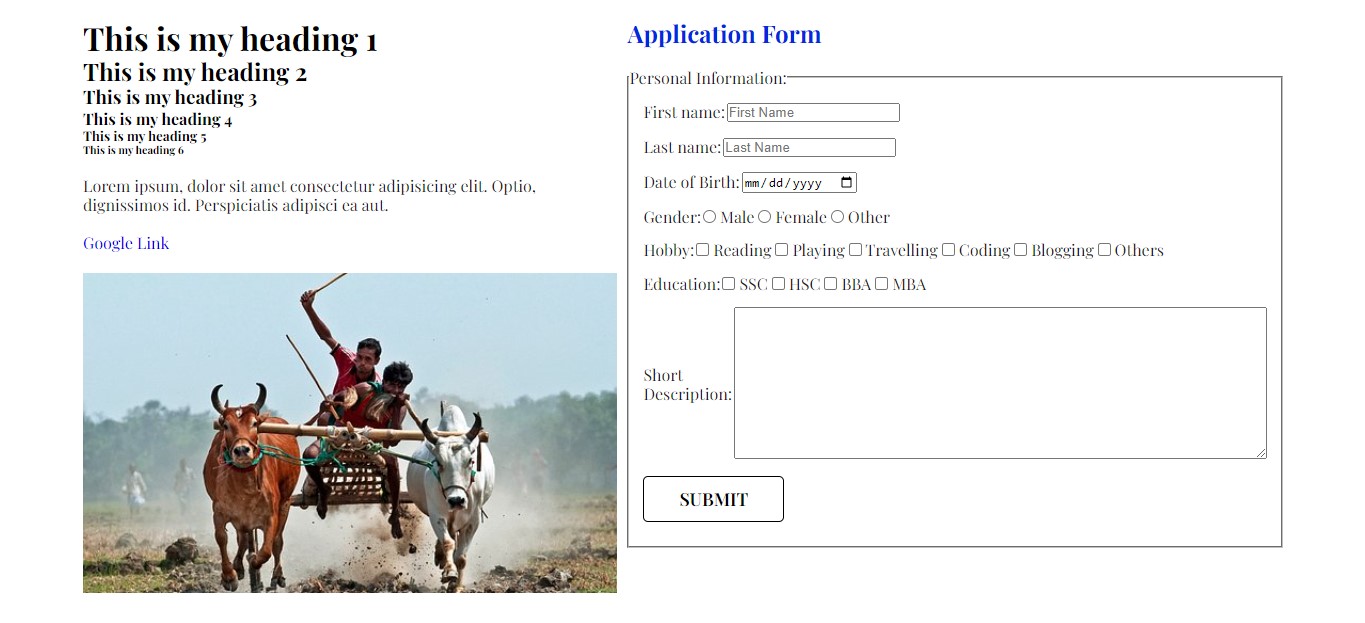 This is my heading 1
This is my heading 2
This is my heading 3
This is my heading 4
This is my heading 5
This is my heading 6
Lorem ipsum, dolor sit amet consectetur adipisicing elit. Optio,
dignissimos id. Perspiciatis adipisci ea aut.
Google Link
Application Form
Personal Information:
First name: First Name
Last name: Last Name
Date of Birth: mm/dd/yyyy
Gender: Male Female Other
Hobby: Reading Playing Travelling Coding Blogging Others
Education: SSC HSC BBA MBA
Short
Description:
SUBMIT